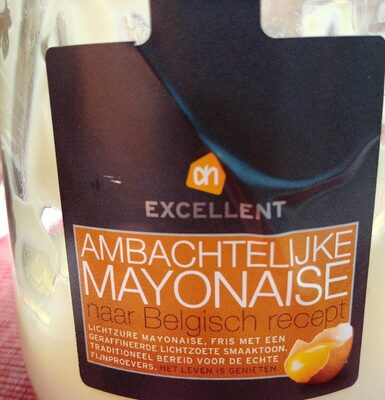 ah
EXCELLENT
AMBACHTELIJKE
MAYONAISE
naar Belgisch recept
LICHTZURE MAYONAISE, FRIS MET EEN
GERAFFINEERDE LICHTZOETE SMAAKTOON.
TRADITIONEEL BEREID VOOR DE ECHTE
FIJNPROEVERS. HET LEVEN IS GENIETEN